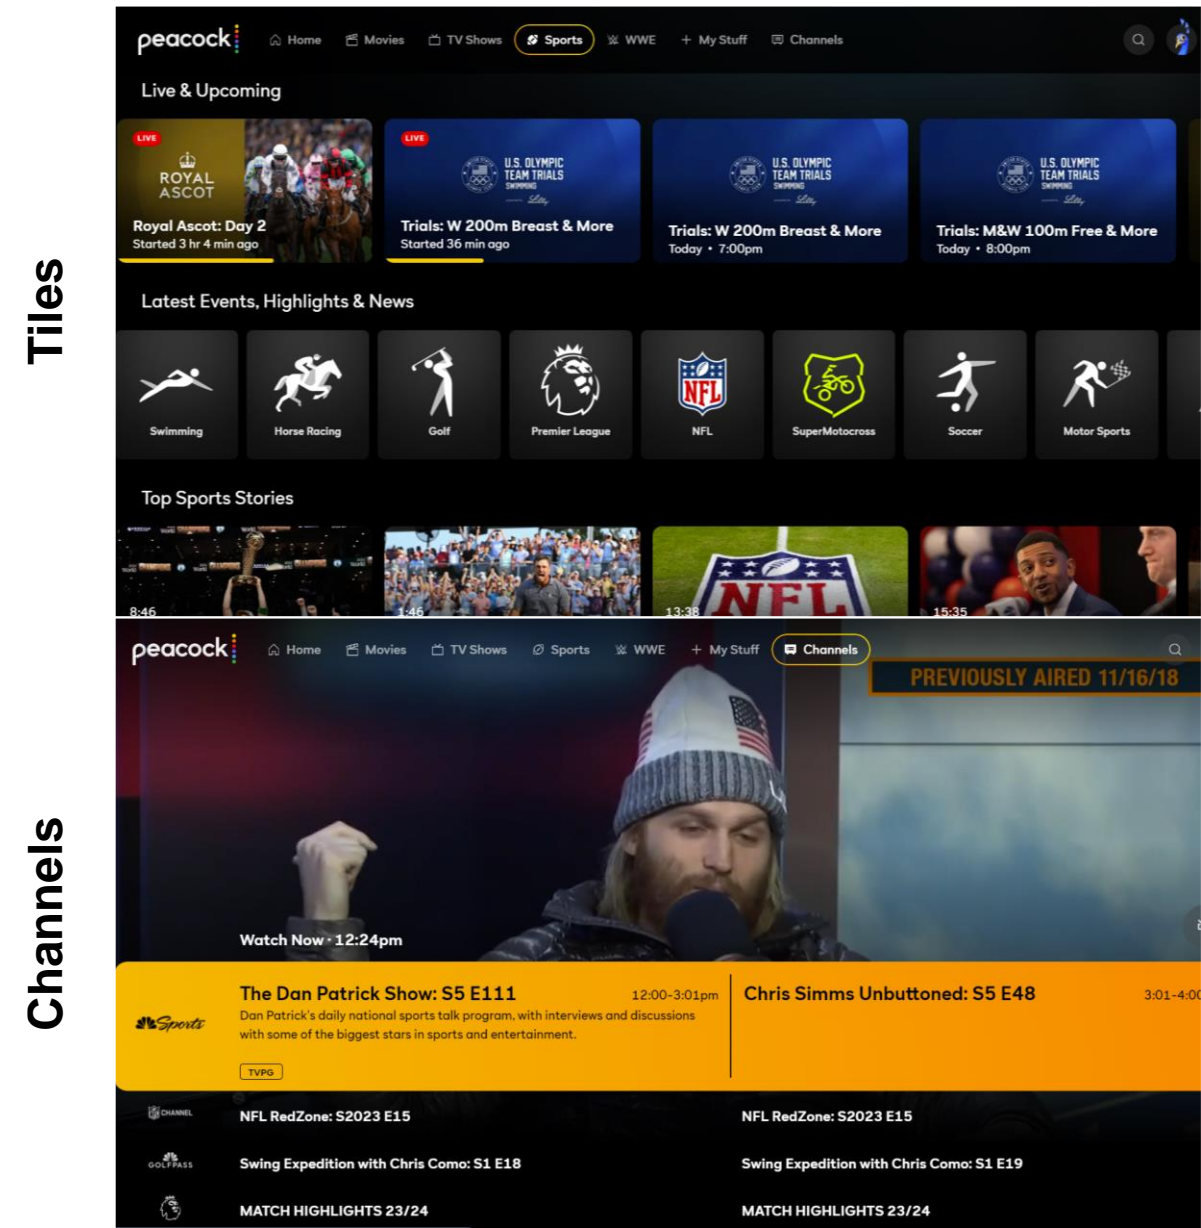 Tiles
peacock
Home
Movies
TV Shows
Sports
WWE
My Stuff
Channels
Live & Upcoming
LIVE
ROYAL
ASCOT
Royal Ascot: Day 2
Started 3 hr 4 min ago
LIVE
U.S. OLYMPIC
TEAM TRIALS
SWIMMING
Lilly
Trials: W 200m Breast & More
Started 36 min ago
U.S. OLYMPIC
TEAM TRIALS
SWIMMING
Lilly
Trials: W 200m Breast & More
Today • 7:00pm
U.S. OLYMPIC
TEAM TRIALS
SWIMMING
Lilly
Trials: M&W 100m Free & More
Today • 8:00pm
Latest Events, Highlights & News
Swimming
Horse Racing
Golf
Premier League
NFL
NFL
SuperMotocross
Soccer
Motor Sports
Top Sports Stories
8:46
1:46
NFL
13:38
15:35
Channels
peacock
Home
Movies
TV Shows
Sports
WWE
My Stuff
Channels
PREVIOUSLY AIRED 11/16/18
Watch Now · 12:24pm
Sports
The Dan Patrick Show: S5 E111
12:00-3:01pm
Dan Patrick's daily national sports talk program, with interviews and discussions
with some of the biggest stars in sports and entertainment.
TVPG
Chris Simms Unbuttoned: S5 E48
3:01-4:00
CHANNEL
NFL RedZone: S2023 E15
NFL RedZone: S2023 E15
GOLFPASS
Swing Expedition with Chris Como: S1 E18
Swing Expedition with Chris Como: S1 E19
MATCH HIGHLIGHTS 23/24
MATCH HIGHLIGHTS 23/24